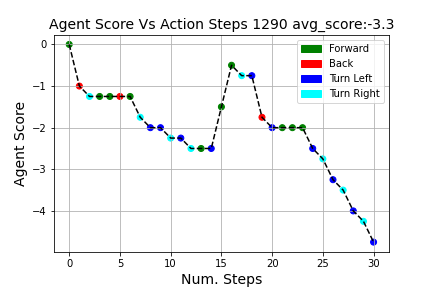 Agent Score Vs Action Steps 1290 avg_score:-3.3
Forward
Back
Turn Left
Turn Right
Agent Score
0
−1
−2
−3
−4
0 5 10 15 20 25 30
Num. Steps